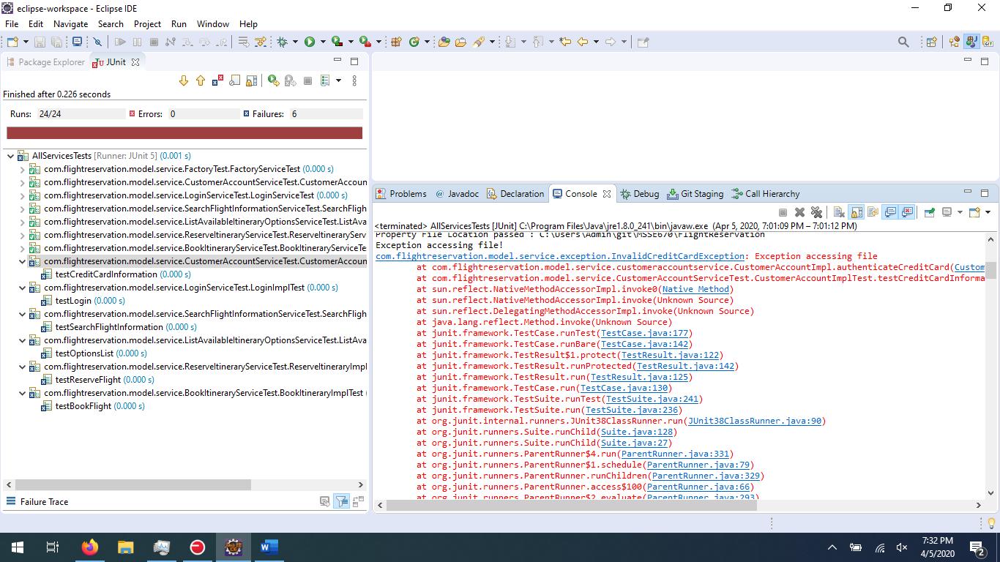 eclipse-workspace - Eclipse IDE
File Edit Navigate Search Project Run Window Help
Package Explorer JUnit
Finished after 0.226 seconds
Runs: 24/24 Errors: 0 Failures: 6
AllServicesTests [Runner: JUnit 5] (0.001 s)
com.flightreservation.model.service.FactoryTest.FactoryServiceTest (0.000 s)
com.flightreservation.model.service.CustomerAccountServiceTest.CustomerAccoun
com.flightreservation.model.service.LoginServiceTest.LoginServiceTest (0.000 s)
com.flightreservation.model.service.SearchFlightInformationServiceTest.SearchFligh
com.flightreservation.model.service.ListAvailableItineraryOptionsServiceTest.ListAva
com.flightreservation.model.service.ReserveItineraryServiceTest.ReserveItinerarySer
com.flightreservation.model.service.BookItineraryServiceTest.BookItineraryServiceTe
com.flightreservation.model.service.CustomerAccountServiceTest.CustomerAccoun
testCreditCardInformation (0.000 s)
com.flightreservation.model.service.LoginServiceTest.LoginImplTest (0.000 s)
testLogin (0.000 s)
com.flightreservation.model.service.SearchFlightInformationServiceTest.SearchFligh
testSearchFlightInformation (0.000 s)
com.flightreservation.model.service.ListAvailableItineraryOptionsServiceTest.ListAva
testOptionsList (0.000 s)
com.flightreservation.model.service.ReserveItineraryServiceTest.ReserveItineraryImpl
testReserveFlight (0.000 s)
com.flightreservation.model.service.BookItineraryServiceTest.BookItineraryImplTest (
testBookFlight (0.000 s)
Failure Trace
Problems @ Javadoc Declaration Console Debug Git Staging Call Hierarchy
<terminated> AllServicesTests [JUnit] C:\Program Files\Java\jre1.8.0_241\bin\javaw.exe (Apr 5, 2020, 7:01:09 PM – 7:01:12 PM)
Property File Location passed : C:\Users\Admin\git\MSSE670\FlightReservation
Exception accessing file!
com.flightreservation.model.service.exception.InvalidCreditCardException: Exception accessing file
at com.flightreservation.model.service.customeraccountservice.CustomerAccountImpl.authenticateCreditCard(Custom
at com.flightreservation.model.service.CustomerAccountServiceTest.CustomerAccountImplTest.testCreditCardInforma
at sun.reflect.NativeMethodAccessorImpl.invoke0(Native Method)
at sun.reflect.NativeMethodAccessorImpl.invoke(Unknown Source)
at sun.reflect.DelegatingMethodAccessorImpl.invoke(Unknown Source)
at java.lang.reflect.Method.invoke(Unknown Source)
at junit.framework.TestCase.runTest(TestCase.java:177)
at junit.framework.TestCase.runBare(TestCase.java:142)
at junit.framework.TestResult$1.protect(TestResult.java:122)
at junit.framework.TestResult.runProtected(TestResult.java:142)
at junit.framework.TestResult.run(TestResult.java:125)
at junit.framework.TestCase.run(TestCase.java:130)
at junit.framework.TestSuite.runTest(TestSuite.java:241)
at junit.framework.TestSuite.run(TestSuite.java:236)
at org.junit.internal.runners.JUnit38ClassRunner.run(JUnit38ClassRunner.java:90)
at org.junit.runners.Suite.runChild(Suite.java:128)
at org.junit.runners.Suite.runChild(Suite.java:27)
at org.junit.runners.ParentRunner$4.run(ParentRunner.java:331)
at org.junit.runners.ParentRunner$1.schedule(ParentRunner.java:79)
at org.junit.runners.ParentRunner.runChildren(ParentRunner.java:329)
at org.junit.runners.ParentRunner.access$100(ParentRunner.java:66)
at org.junit.runners.ParentRunner$2.evaluate(ParentRunner.java:293)
7:32 PM
4/5/2020
2